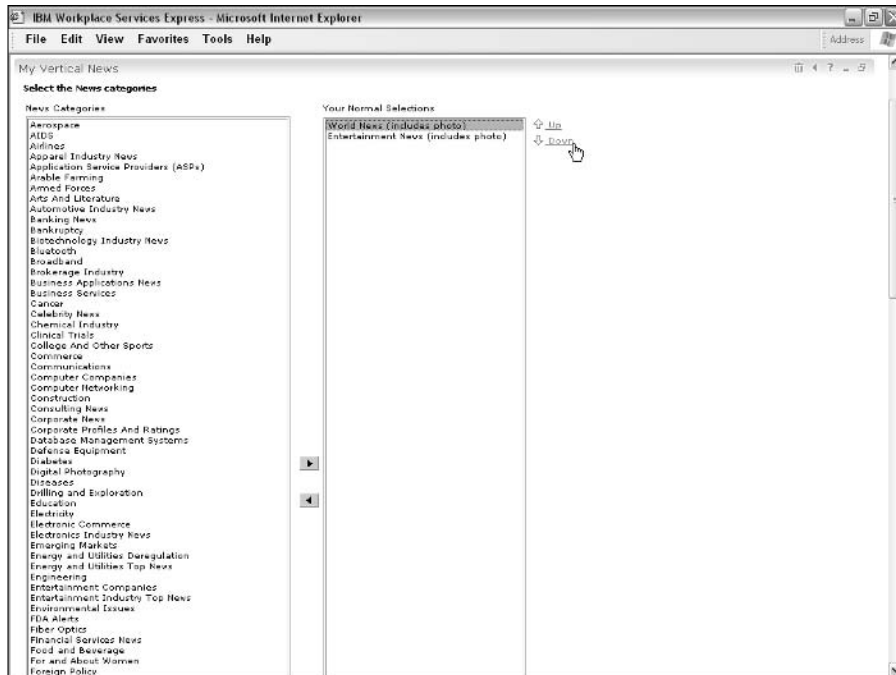 IBM Workplace Services Express - Microsoft Internet Explorer
File Edit View Favorites Tools Help
Address
My Vertical News
?
Select the News categories
News Categories
Your Normal Selections
Aerospace
AIDS
Airlines
Apparel Industry News
Application Service Providers (ASPs)
Arable Farming
Armed Forces
Arts And Literature
Automotive Industry News
Banking News
Bankruptcy
Biotechnology Industry News
Bluetooth
Broadband
Brokerage Industry
Business Applications News
Business Services
Cancer
Celebrity News
Chemical Industry
Clinical Trials
College And Other Sports
Commerce
Communications
Computer Companies
Computer Networking
Construction
Consulting News
Corporate News
Corporate Profiles And Ratings
Database Management Systems
Defense Equipment
Diabetes
Digital Photography
Diseases
Drilling and Exploration
Education
Electricity
Electronic Commerce
Electronics Industry News
Emerging Markets
Energy and Utilities Deregulation
Energy and Utilities Top News
Engineering
Entertainment Companies
Entertainment Industry Top News
Environmental Issues
FDA Alerts
Fiber Optics
Financial Services News
Food and Beverage
For and About Women
Foreign Policy
World News (includes photo)
Entertainment News (includes photo)
Up
Down